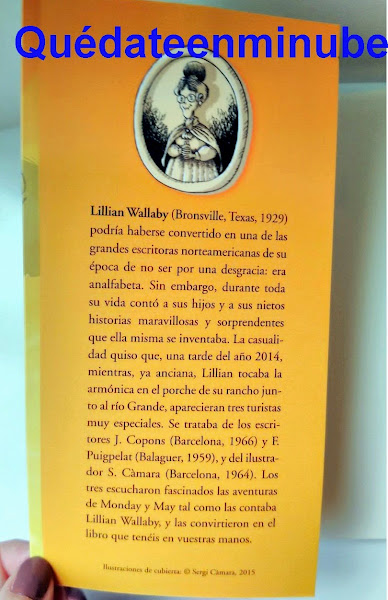 Quédateenminube
Lillian Wallaby (Bronsville, Texas, 1929)
podría haberse convertido en una de las
grandes escritoras norteamericanas de su
época de no ser por una desgracia: era
analfabeta. Sin embargo, durante toda
su vida contó a sus hijos y a sus nietos
historias maravillosas y sorprendentes
que ella misma se inventaba. La casuali-
dad quiso que, una tarde del año 2014,
mientras, ya anciana, Lillian tocaba la
armónica en el porche de su rancho jun-
to al río Grande, aparecieran tres turistas
muy especiales. Se trataba de los escri-
tores J. Copons (Barcelona, 1966) y F.
Puigpelat (Balaguer, 1959), y del ilustra-
dor S. Càmara (Barcelona, 1964). Los
tres escucharon fascinados las aventuras
de Monday y May tal como las contaba
Lillian Wallaby, y las convirtieron en el
libro que tenéis en vuestras manos.
Ilustraciones de cubierta: © Sergi Càmara, 2015